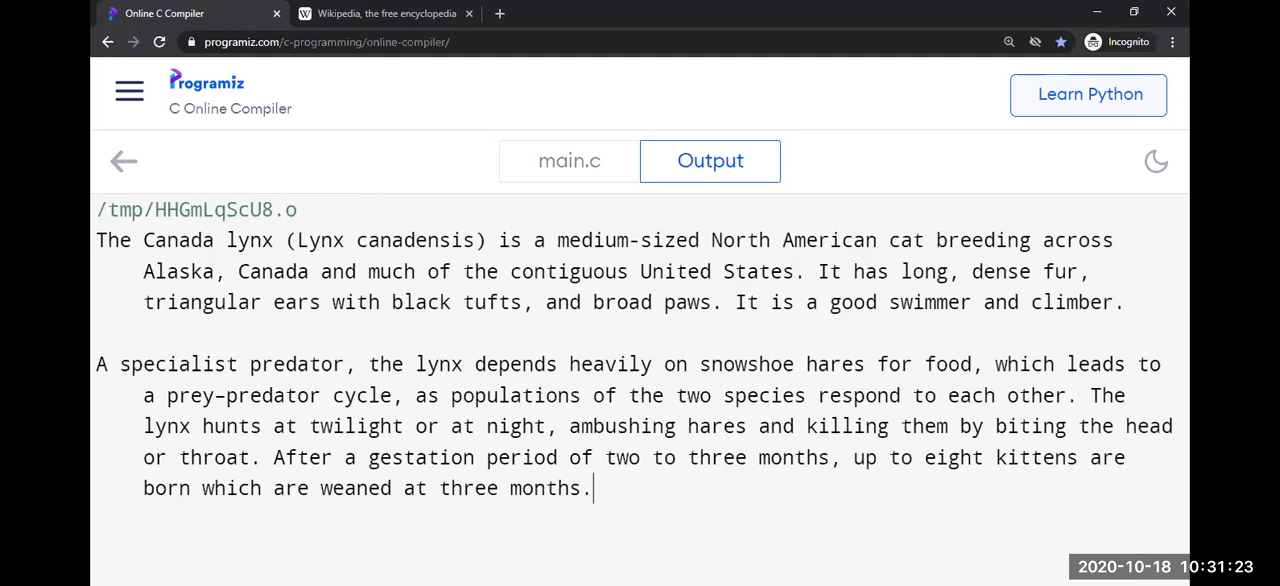 Online C Compiler
Wikipedia, the free encyclopedia
programiz.com/c-programming/online-compiler/
Incognito
Programiz
C Online Compiler
Learn Python
main.c
Output
/tmp/HHGmLqScU8.o
The Canada lynx (Lynx canadensis) is a medium-sized North American cat breeding across
Alaska, Canada and much of the contiguous United States. It has long, dense fur,
triangular ears with black tufts, and broad paws. It is a good swimmer and climber.
A specialist predator, the lynx depends heavily on snowshoe hares for food, which leads to
a prey–predator cycle, as populations of the two species respond to each other. The
lynx hunts at twilight or at night, ambushing hares and killing them by biting the head
or throat. After a gestation period of two to three months, up to eight kittens are
born which are weaned at three months.
2020-10-18 10:31:23